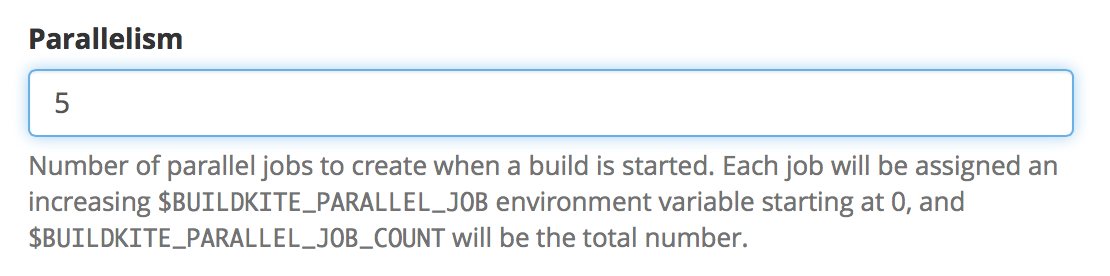 Parallelism
5
Number of parallel jobs to create when a build is started. Each job will be assigned an
increasing $BUILDKITE_PARALLEL_JOB environment variable starting at 0, and
$BUILDKITE_PARALLEL_JOB_COUNT will be the total number.